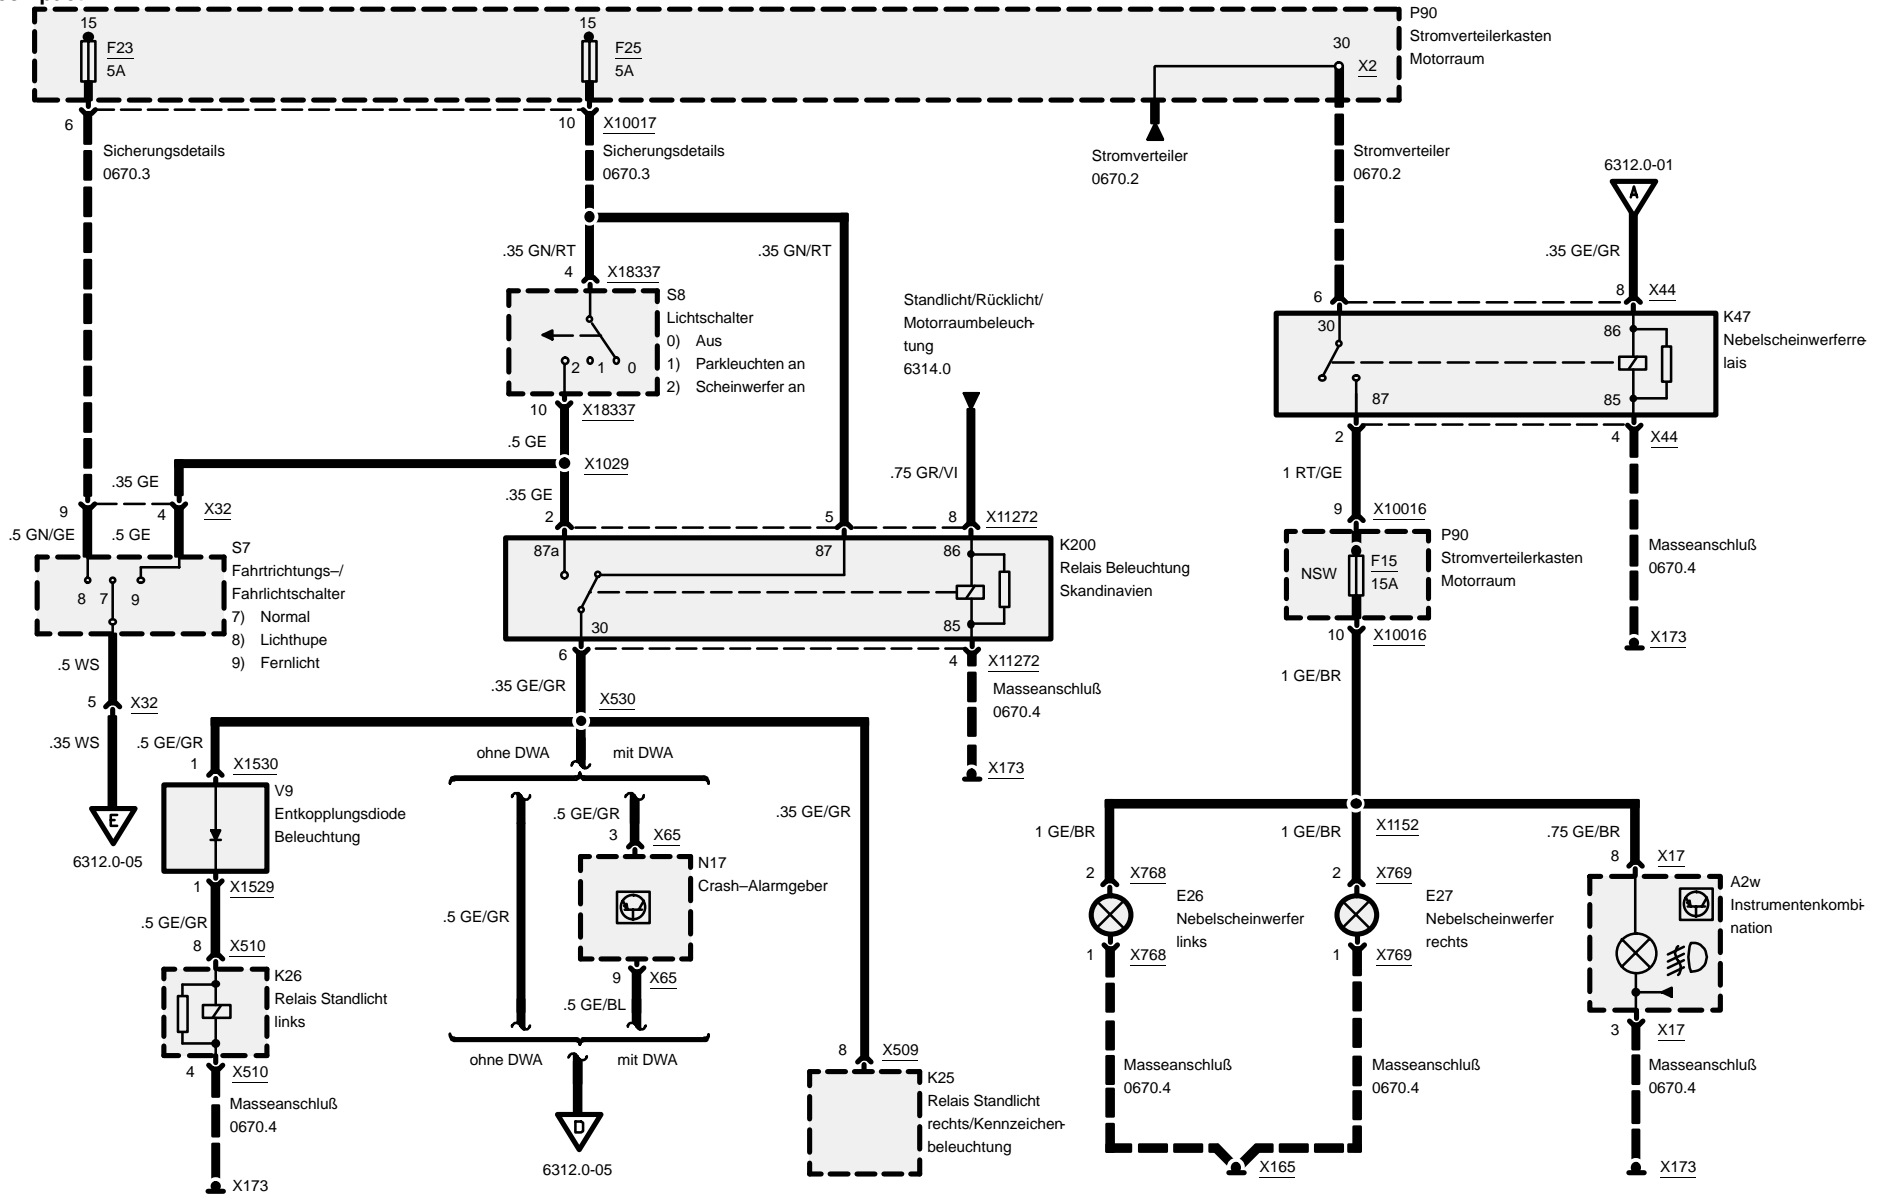 15
F23
5A
15
F25
5A
30
X2
P90
Stromverteilerkasten
Motorraum
6
10
X10017
Sicherungsdetails
0670.3
Sicherungsdetails
0670.3
Stromverteiler
0670.2
Stromverteiler
0670.2
6312.0-01
A
.35 GN/RT
.35 GN/RT
.35 GE/GR
4
X18337
S8
Lichtschalter
0) Aus
1) Parkleuchten an
2) Scheinwerfer an
2 1 0
10
X18337
Standlicht/Rücklicht/
Motorraumbeleuch-
tung
6314.0
6
8
X44
30
86
K47
Nebelscheinwerferre-
lais
87
85
2
4
X44
.5 GE
X1029
.35 GE
.35 GE
.75 GR/VI
1 RT/GE
9
4
X32
.5 GN/GE
.5 GE
2
5
8
X11272
9
X10016
S7
Fahrtrichtungs–/
Fahrlichtschalter
7) Normal
8) Lichthupe
9) Fernlicht
8 7 9
87a
87
86
K200
Relais Beleuchtung
Skandinavien
30
85
P90
Stromverteilerkasten
Motorraum
NSW
F15
15A
Masseanschluß
0670.4
X173
10
X10016
.5 WS
5
X32
.35 WS
6
4
X11272
.35 GE/GR
X530
Masseanschluß
0670.4
X173
1 GE/BR
.5 GE/GR
1
X1530
ohne DWA
mit DWA
V9
Entkopplungsdiode
Beleuchtung
E
6312.0-05
.5 GE/GR
3
X65
.35 GE/GR
1 GE/BR
1 GE/BR
X1152
.75 GE/BR
N17
Crash–Alarmgeber
1
X1529
.5 GE/GR
.5 GE/GR
2
X768
E26
Nebelscheinwerfer
links
1
X768
2
X769
E27
Nebelscheinwerfer
rechts
1
X769
8
X17
A2w
Instrumentenkombi-
nation
8
X510
K26
Relais Standlicht
links
9
X65
.5 GE/BL
3
X17
4
X510
ohne DWA
mit DWA
8
X509
K25
Relais Standlicht
rechts/Kennzeichen-
beleuchtung
Masseanschluß
0670.4
Masseanschluß
0670.4
Masseanschluß
0670.4
Masseanschluß
0670.4
D
6312.0-05
X173
X165
X173